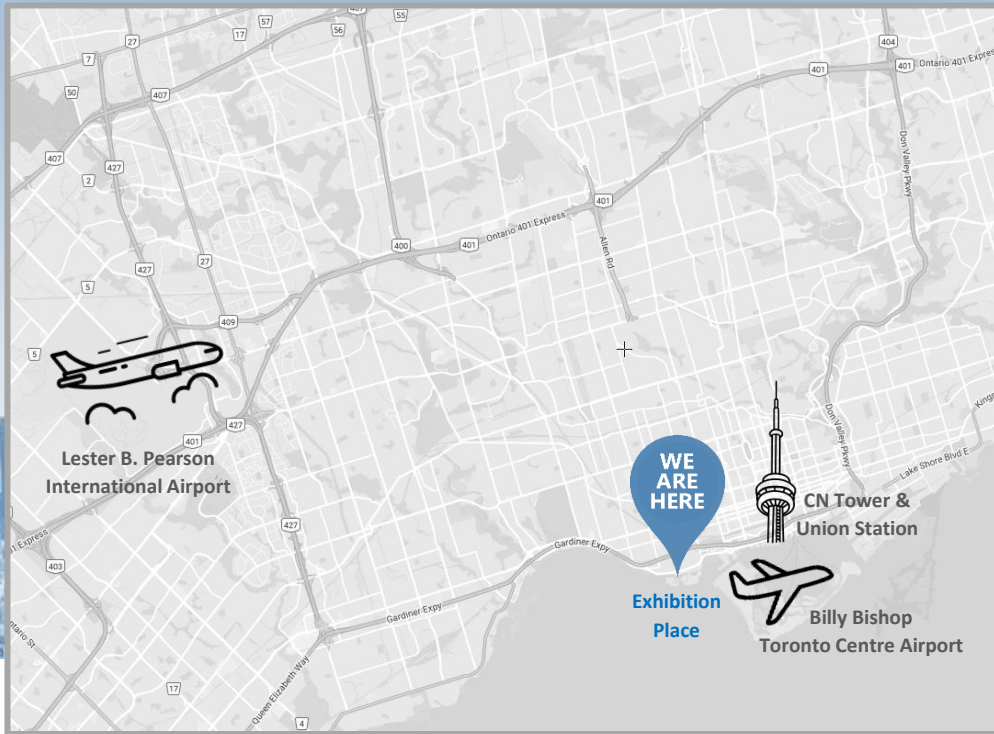 407
55
57
56
17
27
7
404
401
Ontario 401 Express
401
50
407
407
427
2
Don Valley Pkwy
401
Ontario 401 Express
401
400
Allen Rd
27
427
5
409
5
427
401
Lester B. Pearson
International Airport
Don Valley Pkwy
Lake Shore Blvd E
WE
ARE
HERE
CN Tower &
Union Station
427
403
Gardiner Expy
Exhibition
Place
Billy Bishop
Toronto Centre Airport
Gardiner Expy
Queen Elizabeth Way
17
4